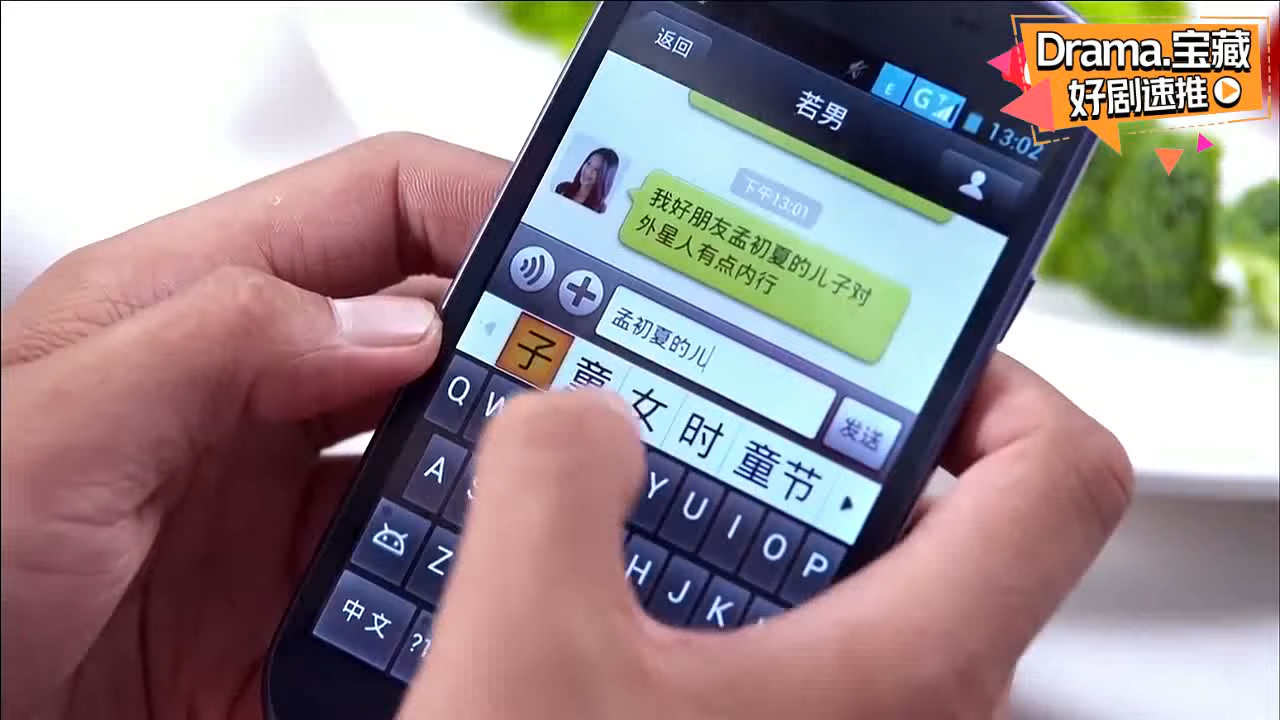 Drama.宝藏
好剧速推
返回
G
13:02
若男
下午13:01
我好朋友孟初夏的儿子对
外星人有点内行
孟初夏的儿
发送
子 童 女 时 童节
Q W Y U I O P
A H J K
Z
中文